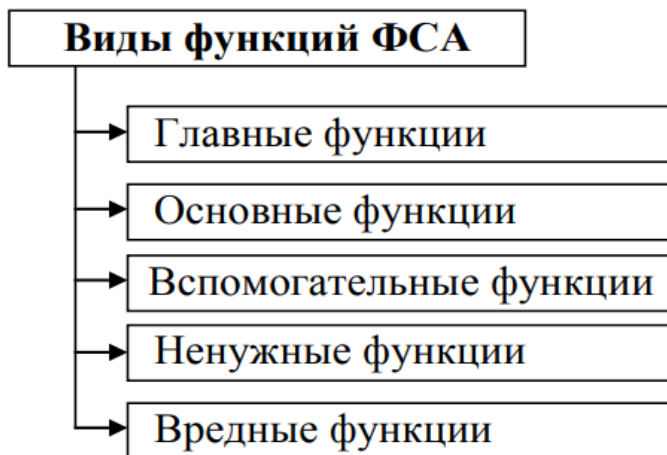 Виды функций ФСА
Главные функции
Основные функции
Вспомогательные функции
Ненужные функции
Вредные функции